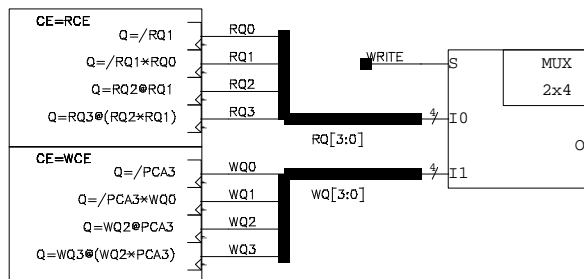 CE=RCE
Q=/RQ1 RQ0
Q=/RQ1*RQ0 RQ1
Q=RQ2@RQ1 RQ2
Q=RQ3@(RQ2*RQ1) RQ3
WRITE S MUX
2x4
4 I0
RQ[3:0]
O
CE=WCE
Q=/PCA3 WQ0
4 I1
Q=/PCA3*WQ0 WQ1
WQ[3:0]
Q=WQ2@PCA3 WQ2
Q=WQ3@(WQ2*PCA3) WQ3